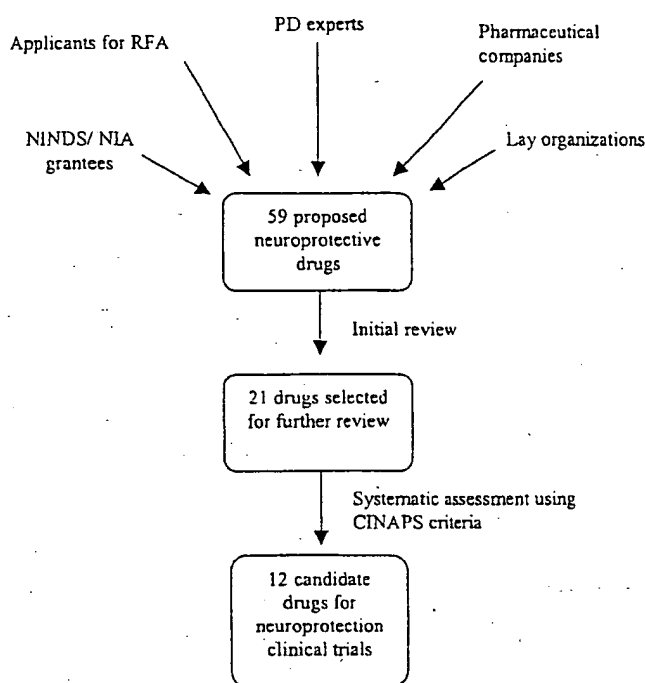 PD experts
Applicants for RFA
Pharmaceutical
companies
NINDS/ NIA
grantees
Lay organizations
59 proposed
neuroprotective
drugs
Initial review
21 drugs selected
for further review
Systematic assessment using
CINAPS criteria
12 candidate
drugs for
neuroprotection
clinical trials